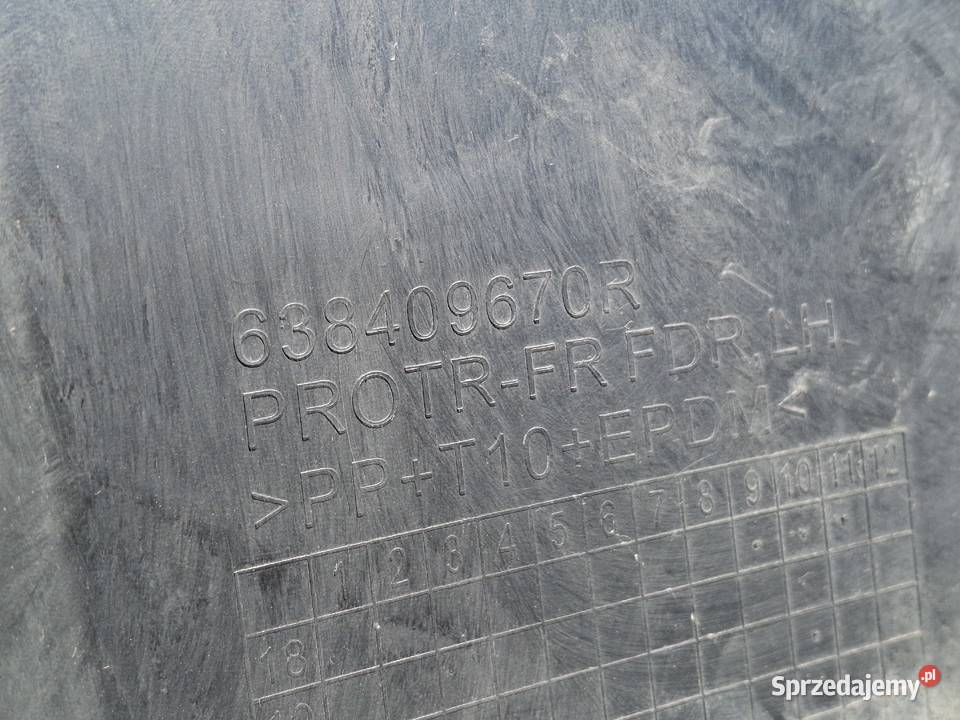 638409670R
PROTR-FR FDR,LH
>PP+T10+EPDM<
1 2 3 4 5 6 7 8 9 10 11 12
18
Sprzedajemy.pl